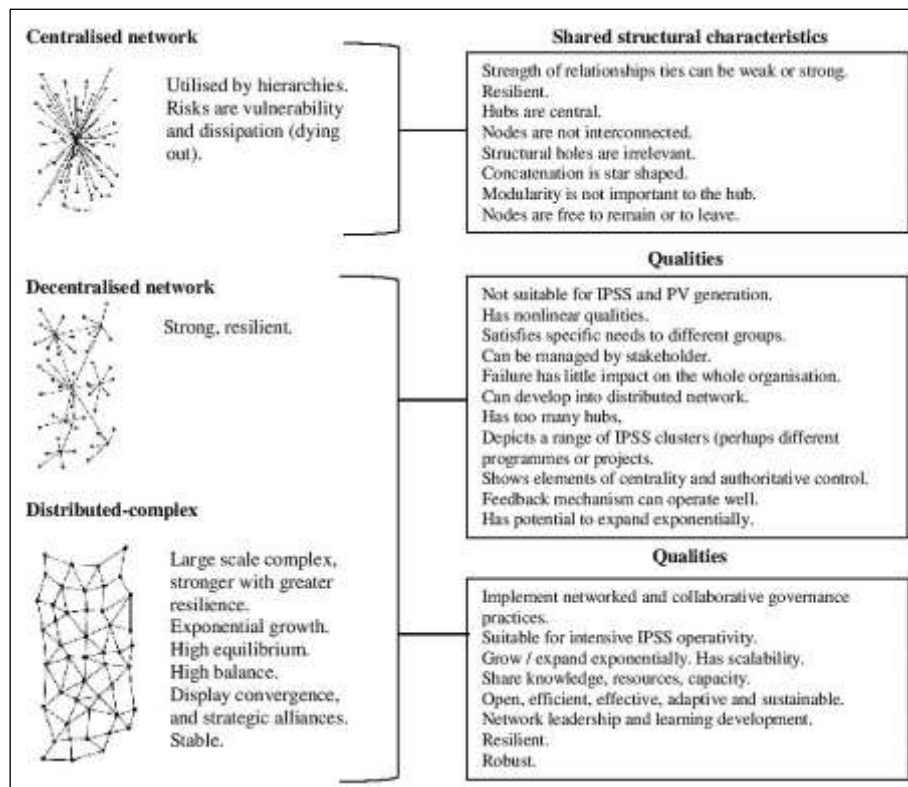 Centralised network
Utilised by hierarchies.
Risks are vulnerability
and dissipation (dying
out).
Shared structural characteristics
Strength of relationships ties can be weak or strong.
Resilient.
Hubs are central.
Nodes are not interconnected.
Structural holes are irrelevant.
Concatenation is star shaped.
Modularity is not important to the hub.
Nodes are free to remain or to leave.
Decentralised network
Strong, resilient.
Qualities
Not suitable for IPSS and PV generation.
Has nonlinear qualities.
Satisfies specific needs to different groups.
Can be managed by stakeholder.
Failure has little impact on the whole organisation.
Can develop into distributed network.
Has too many hubs,
Depicts a range of IPSS clusters (perhaps different
programmes or projects.
Shows elements of centrality and authoritative control.
Feedback mechanism can operate well.
Has potential to expand exponentially.
Distributed-complex
Large scale complex,
stronger with greater
resilience.
Exponential growth.
High equilibrium.
High balance.
Display convergence,
and strategic alliances.
Stable.
Qualities
Implement networked and collaborative governance
practices.
Suitable for intensive IPSS operativity.
Grow / expand exponentially. Has scalability.
Share knowledge, resources, capacity.
Open, efficient, effective, adaptive and sustainable.
Network leadership and learning development.
Resilient.
Robust.